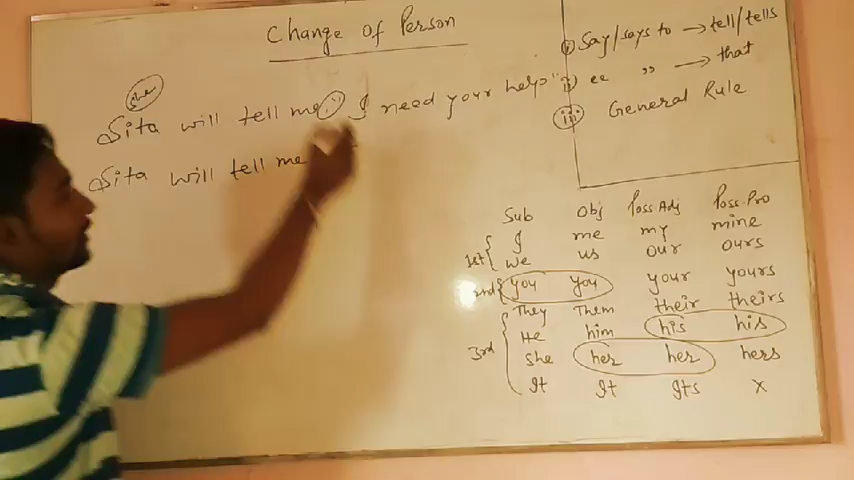 Change of Person
She
Sita will tell me, "I need your help"
Sita will tell me
i) Say/says to → tell/tells
ii) ee " → that
iii) General Rule
Sub Obj Poss.Adj Poss.Pro
1st { I me my mine
we us our ours
2nd { you you your yours
3rd { They Them their theirs
He him his his
She her her hers
It It Its X